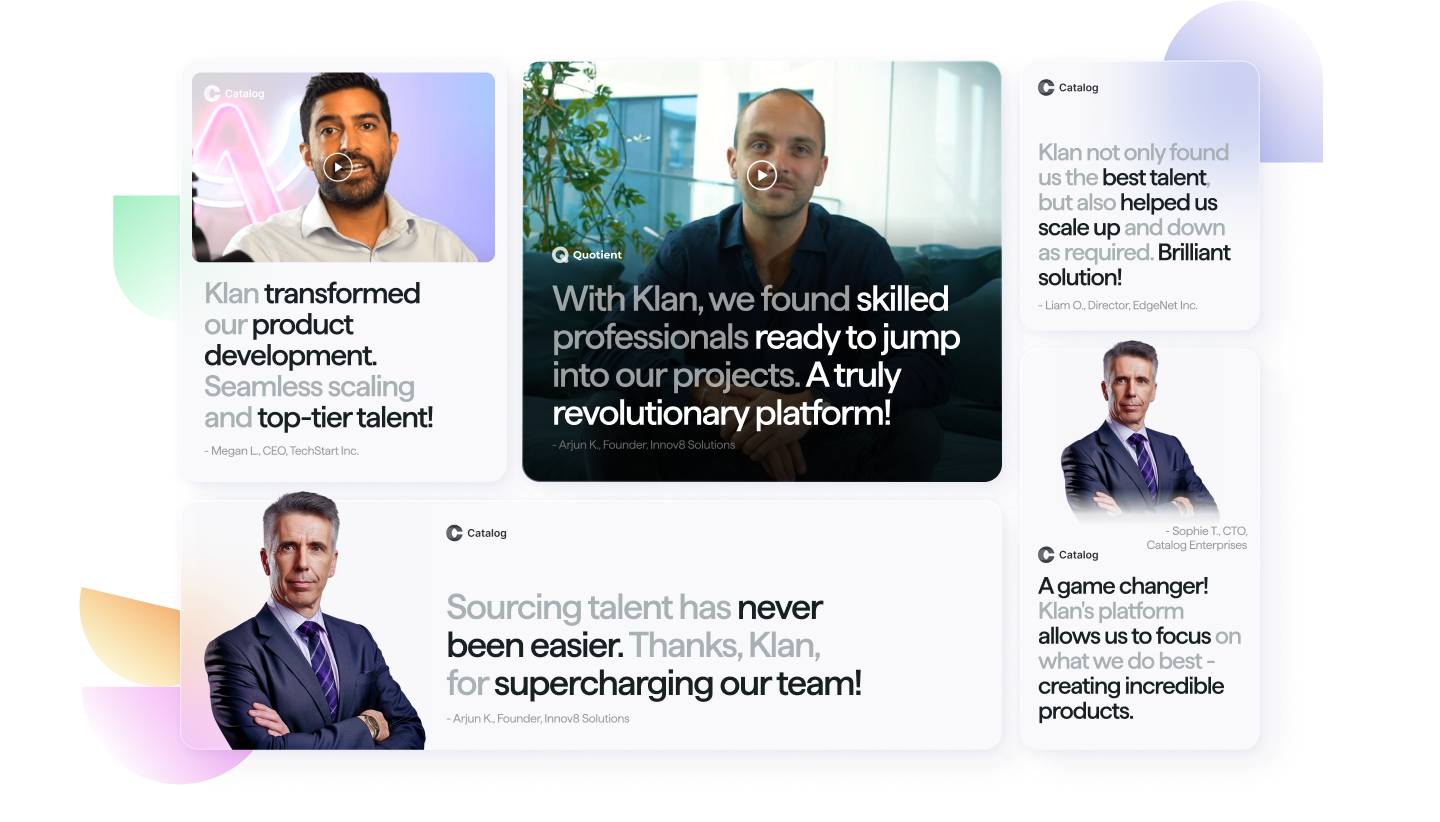 Catalog
Klan transformed
our product
development.
Seamless scaling
and top-tier talent!
- Megan L., CEO, TechStart Inc.
Quotient
With Klan, we found skilled
professionals ready to jump
into our projects. A truly
revolutionary platform!
- Arjun K., Founder, Innov8 Solutions
Catalog
Klan not only found
us the best talent,
but also helped us
scale up and down
as required. Brilliant
solution!
- Liam O., Director, EdgeNet Inc.
Catalog
Sourcing talent has never
been easier. Thanks, Klan,
for supercharging our team!
- Arjun K., Founder, Innov8 Solutions
- Sophie T., CTO,
Catalog Enterprises
Catalog
A game changer!
Klan's platform
allows us to focus on
what we do best -
creating incredible
products.